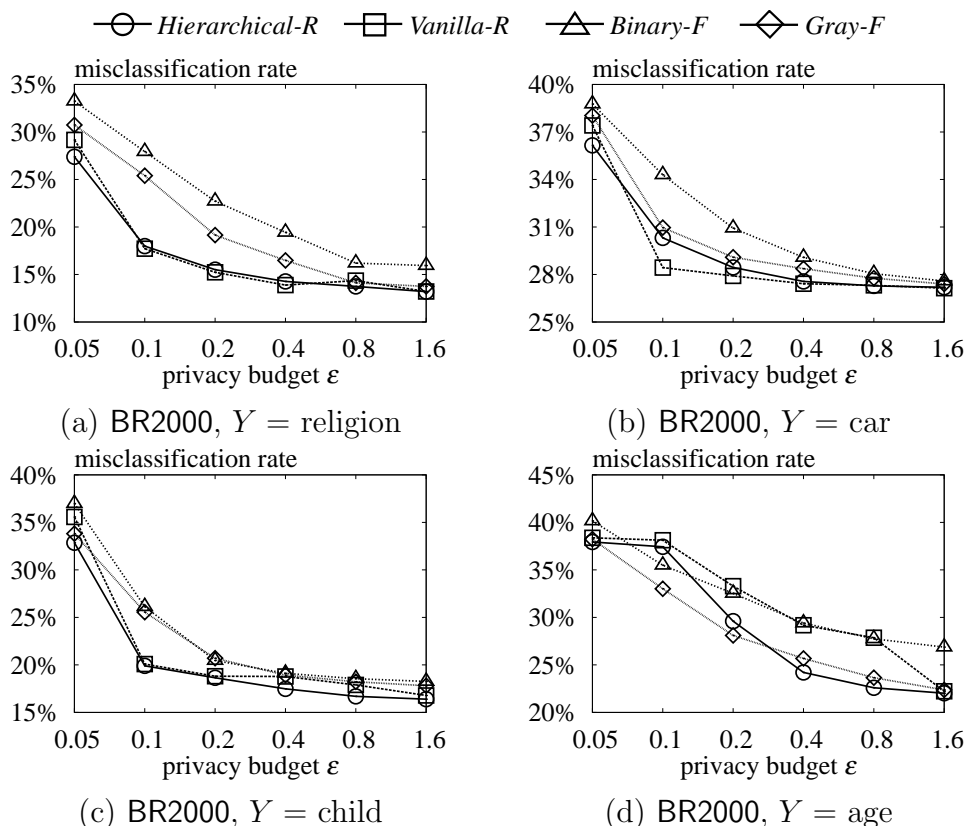 Hierarchical-R Vanilla-R Binary-F Gray-F
misclassification rate
35%
30%
25%
20%
15%
10%
0.05 0.1 0.2 0.4 0.8 1.6
privacy budget ε
(a) BR2000, Y = religion
misclassification rate
40%
37%
34%
31%
28%
25%
0.05 0.1 0.2 0.4 0.8 1.6
privacy budget ε
(b) BR2000, Y = car
misclassification rate
40%
35%
30%
25%
20%
15%
0.05 0.1 0.2 0.4 0.8 1.6
privacy budget ε
(c) BR2000, Y = child
misclassification rate
45%
40%
35%
30%
25%
20%
0.05 0.1 0.2 0.4 0.8 1.6
privacy budget ε
(d) BR2000, Y = age